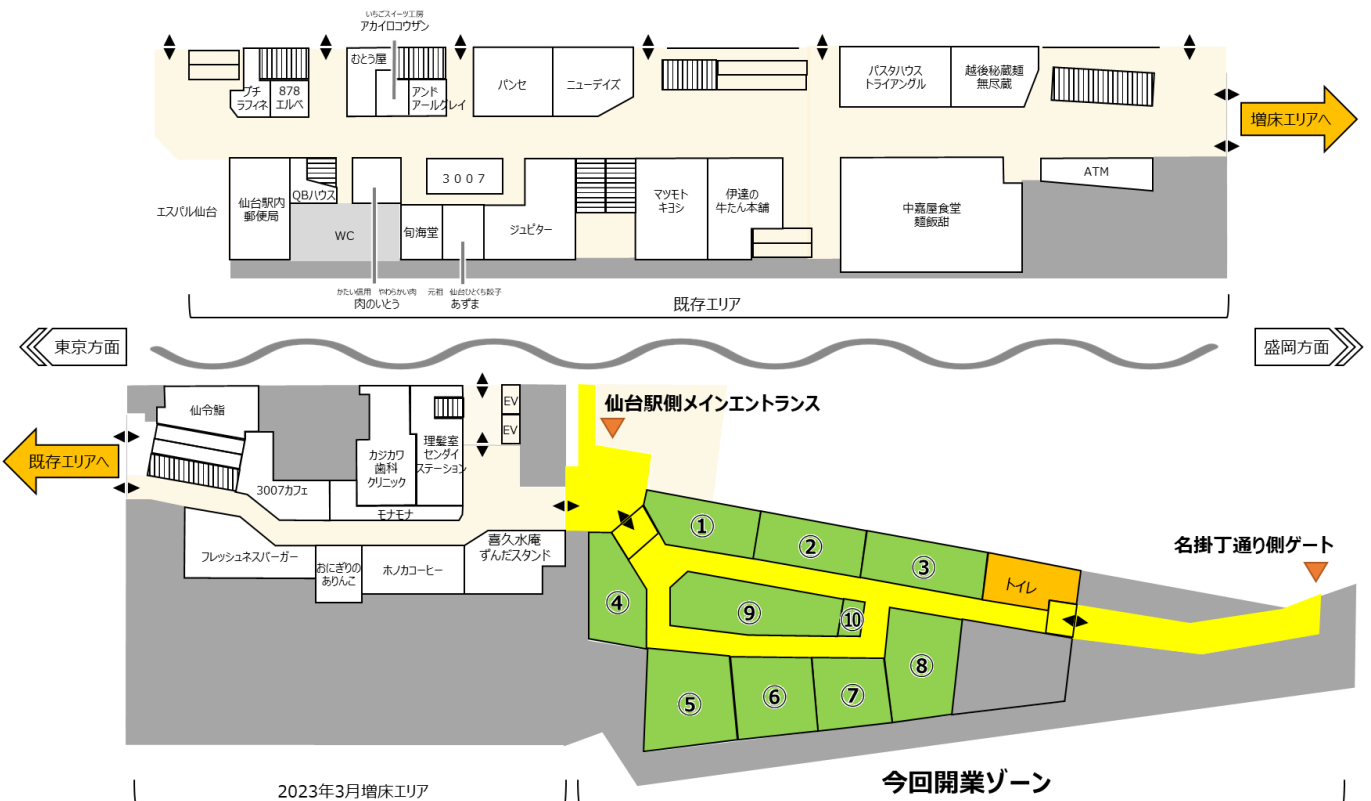 いちごスイーツ工房
アカイロコウザン
むとう屋
プチ
ラフィネ
878
エルベ
アンド
アールグレイ
パンセ
ニューデイズ
パスタハウス
トライアングル
越後秘蔵麺
無尽蔵
増床エリアへ
エスパル仙台
仙台駅内
郵便局
QBハウス
WC
３００７
旬海堂
ジュピター
マツモト
キヨシ
伊達の
牛たん本舗
中嘉屋食堂
麺飯甜
ATM
かたい信用　やわらかい肉
肉のいとう
元祖　仙台ひとくち餃子
あずま
既存エリア
東京方面
盛岡方面
仙令鮨
EV
EV
仙台駅側メインエントランス
既存エリアへ
カジカワ
歯科
クリニック
理髪室
センダイ
ステーション
3007カフェ
モナモナ
フレッシュネスバーガー
おにぎりの
ありんこ
ホノカコーヒー
喜久水庵
ずんだスタンド
名掛丁通り側ゲート
①
②
③
トイレ
④
⑨
⑩
⑧
⑤
⑥
⑦
2023年3月増床エリア
今回開業ゾーン